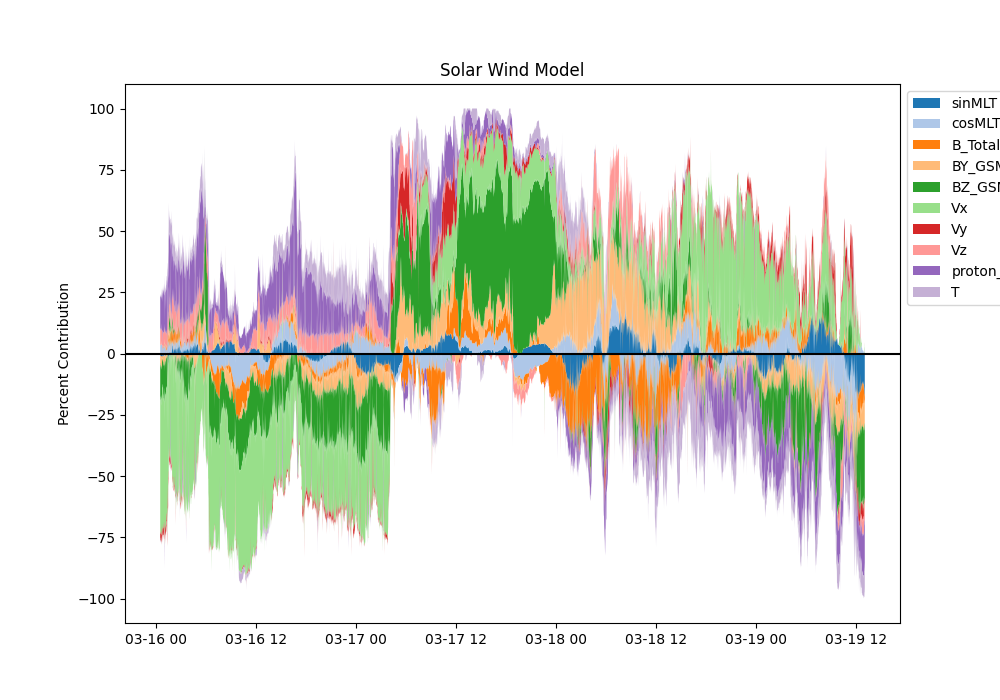 Solar Wind Model
Percent Contribution
100
75
50
25
0
−25
−50
−75
−100
03-16 00
03-16 12
03-17 00
03-17 12
03-18 00
03-18 12
03-19 00
03-19 12
sinMLT
cosMLT
B_Total
BY_GSM
BZ_GSM
Vx
Vy
Vz
proton_
T